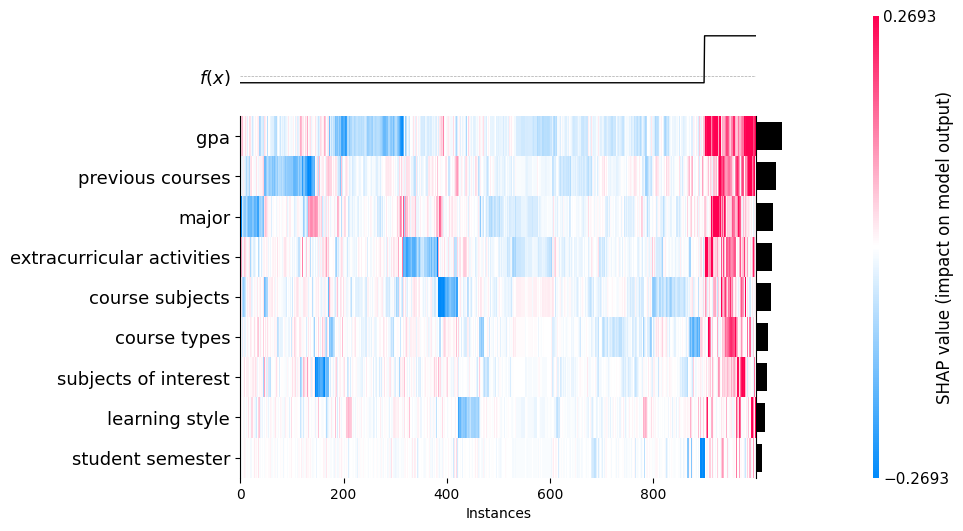 0.2693
f(x)
gpa
previous courses
major
extracurricular activities
course subjects
course types
subjects of interest
learning style
student semester
0 200 400 600 800
Instances
−0.2693
SHAP value (impact on model output)